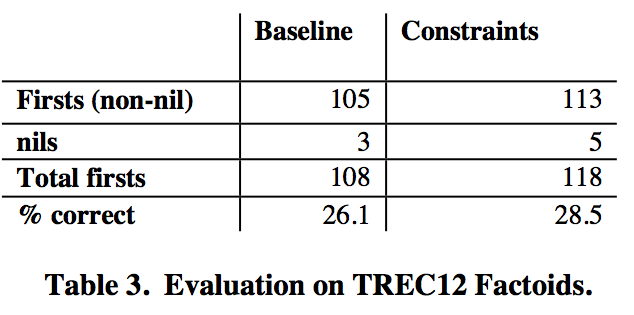 Baseline Constraints
Firsts (non-nil) 105 113
nils 3 5
Total firsts 108 118
% correct 26.1 28.5
Table 3. Evaluation on TREC12 Factoids.